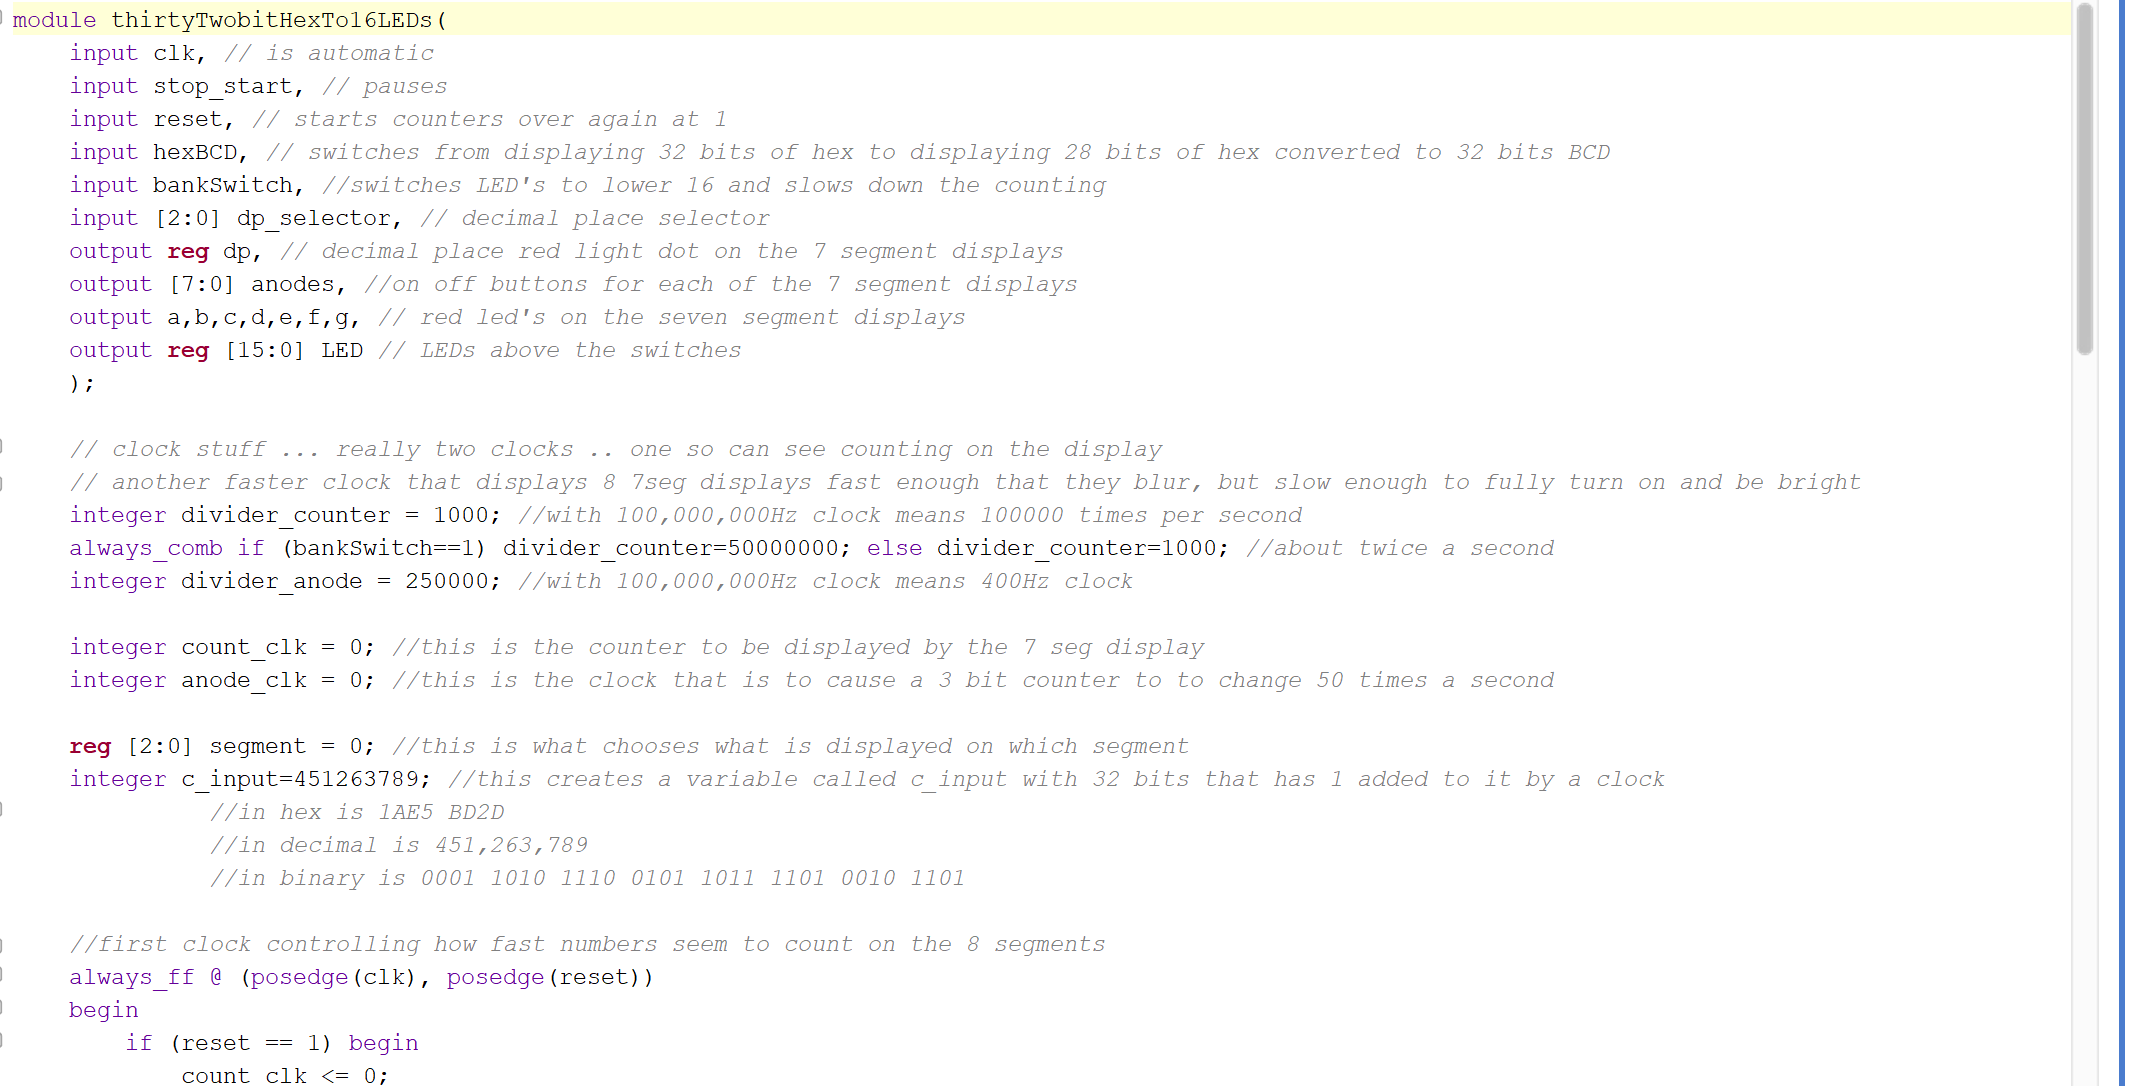 module thirtyTwobitHexTo16LEDs(
input clk, // is automatic
input stop_start, // pauses
input reset, // starts counters over again at 1
input hexBCD, // switches from displaying 32 bits of hex to displaying 28 bits of hex converted to 32 bits BCD
input bankSwitch, //switches LED's to lower 16 and slows down the counting
input [2:0] dp_selector, // decimal place selector
output reg dp, // decimal place red light dot on the 7 segment displays
output [7:0] anodes, //on off buttons for each of the 7 segment displays
output a,b,c,d,e,f,g, // red led's on the seven segment displays
output reg [15:0] LED // LEDs above the switches
);
// clock stuff ... really two clocks .. one so can see counting on the display
// another faster clock that displays 8 7seg displays fast enough that they blur, but slow enough to fully turn on and be bright
integer divider_counter = 1000; //with 100,000,000Hz clock means 100000 times per second
always_comb if (bankSwitch==1) divider_counter=50000000; else divider_counter=1000; //about twice a second
integer divider_anode = 250000; //with 100,000,000Hz clock means 400Hz clock
integer count_clk = 0; //this is the counter to be displayed by the 7 seg display
integer anode_clk = 0; //this is the clock that is to cause a 3 bit counter to to change 50 times a second
reg [2:0] segment = 0; //this is what chooses what is displayed on which segment
integer c_input=451263789; //this creates a variable called c_input with 32 bits that has 1 added to it by a clock
//in hex is 1AE5 BD2D
//in decimal is 451,263,789
//in binary is 0001 1010 1110 0101 1011 1101 0010 1101
//first clock controlling how fast numbers seem to count on the 8 segments
always_ff @ (posedge(clk), posedge(reset))
begin
if (reset == 1) begin
count_clk <= 0;